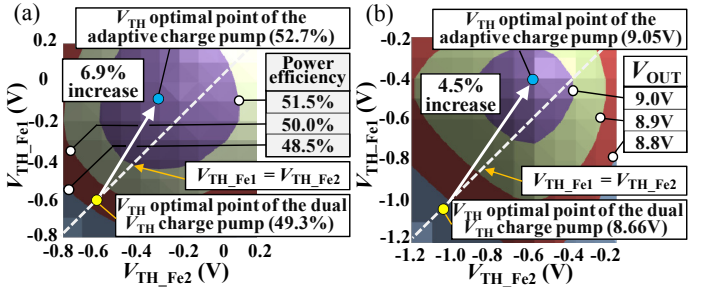 (a)
V_TH optimal point of the
adaptive charge pump (52.7%)
0.2
0
-0.2
-0.4
-0.6
-0.8
V_TH_Fe1 (V)
6.9%
increase
Power
efficiency
51.5%
50.0%
48.5%
V_TH_Fe1 = V_TH_Fe2
V_TH optimal point of the dual
V_TH charge pump (49.3%)
-0.8 -0.6 -0.4 -0.2 0 0.2
V_TH_Fe2 (V)
(b)
V_TH optimal point of the
adaptive charge pump (9.05V)
-0.2
-0.4
-0.6
-0.8
-1.0
-1.2
V_TH_Fe1 (V)
4.5%
increase
V_OUT
9.0V
8.9V
8.8V
V_TH_Fe1 = V_TH_Fe2
V_TH optimal point of the dual
V_TH charge pump (8.66V)
-1.2 -1.0 -0.8 -0.6 -0.4 -0.2
V_TH_Fe2 (V)